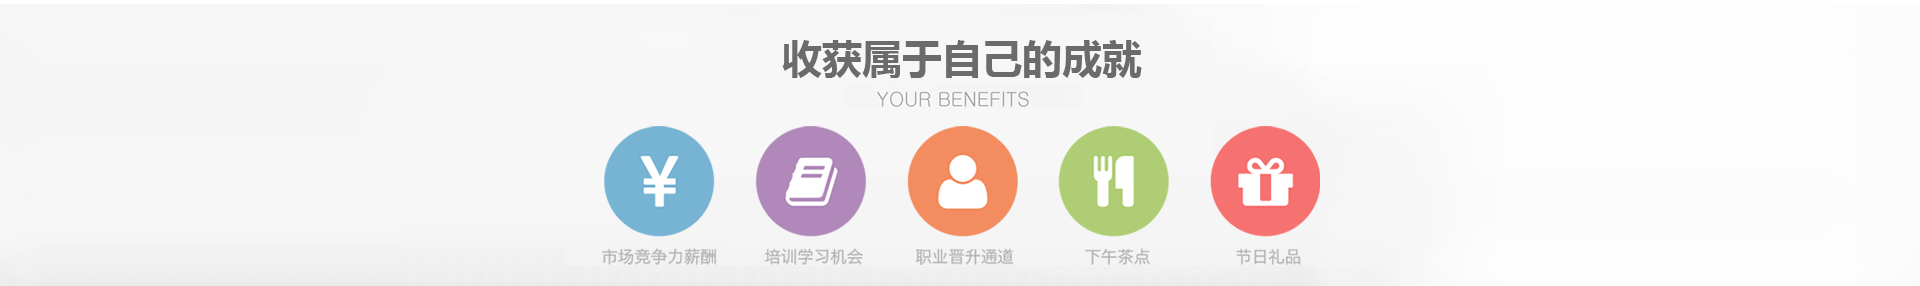 收获属于自己的成就
YOUR BENEFITS
市场竞争力薪酬
培训学习机会
职业晋升通道
下午茶点
节日礼品